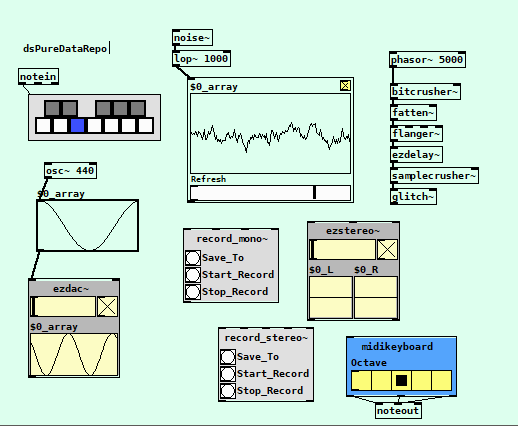 dsPureDataRepo
notein
osc~ 440
$0_array
ezdac~
$0_array
noise~
lop~ 1000
$0_array
Refresh
record_mono~
Save_To
Start_Record
Stop_Record
ezstereo~
$0_L $0_R
record_stereo~
Save_To
Start_Record
Stop_Record
midikeyboard
Octave
noteout
phasor~ 5000
bitcrusher~
fatten~
flanger~
ezdelay~
samplecrusher~
glitch~